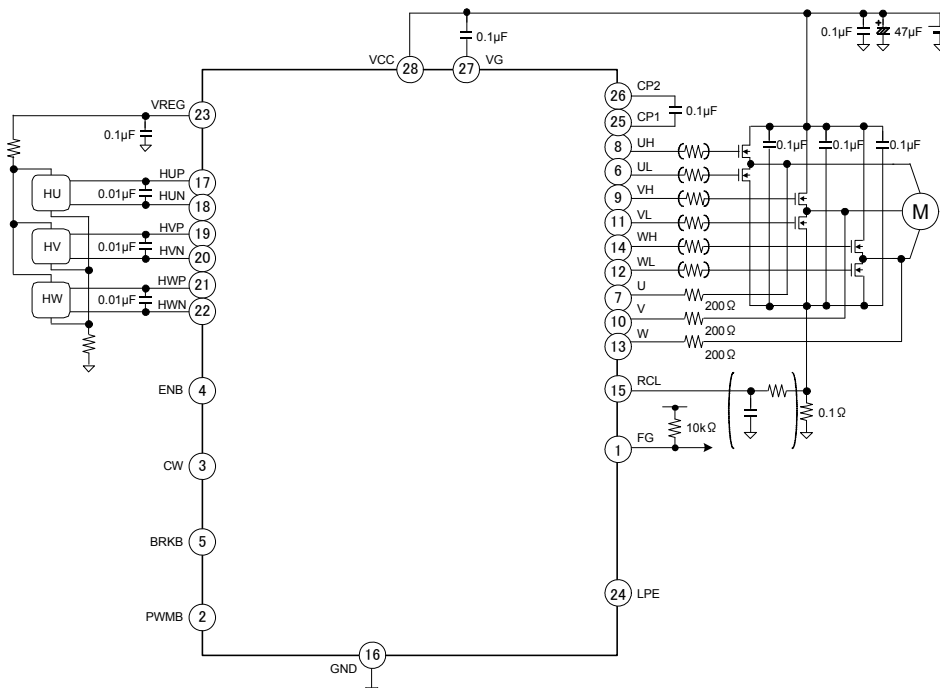 0.1µF
+
0.1µF
47µF
VCC
28
27
VG
VREG
23
0.1µF
26
CP2
25
CP1
0.1µF
8
UH
6
UL
9
VH
11
VL
14
WH
12
WL
7
U
200Ω
10
V
200Ω
13
W
200Ω
0.1µF
0.1µF
0.1µF
M
HU
HUP
17
0.01µF
HUN
18
HV
HVP
19
0.01µF
HVN
20
HW
HWP
21
0.01µF
HWN
22
ENB
4
CW
3
BRKB
5
PWMB
2
15
RCL
0.1Ω
10kΩ
1
FG
24
LPE
16
GND